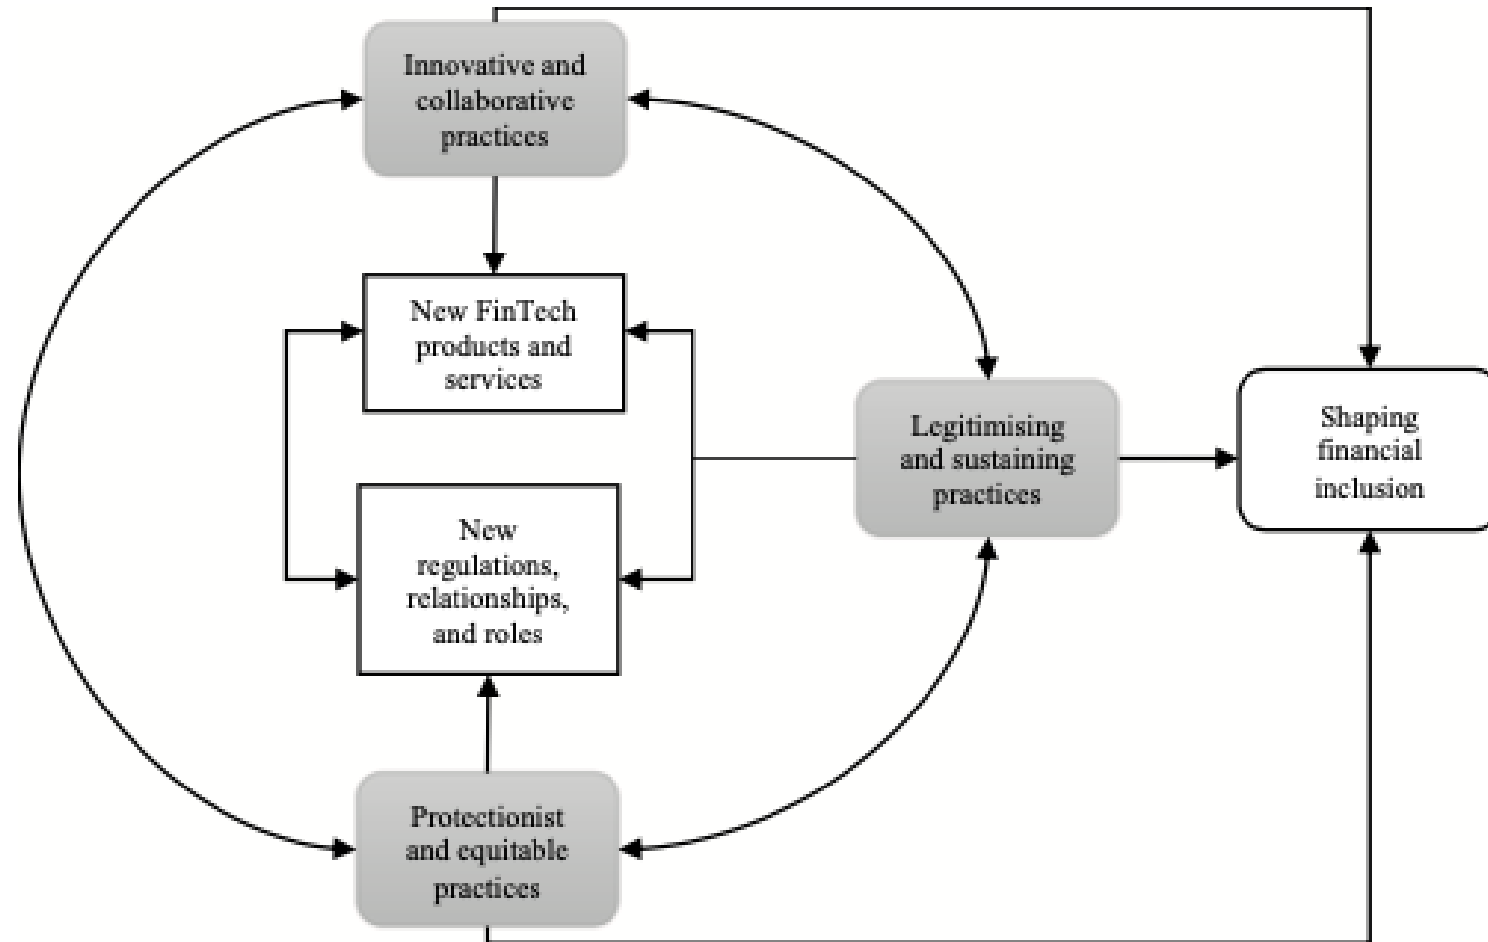 Innovative and
collaborative
practices
New FinTech
products and
services
Legitimising
and sustaining
practices
Shaping
financial
inclusion
New
regulations,
relationships,
and roles
Protectionist
and equitable
practices